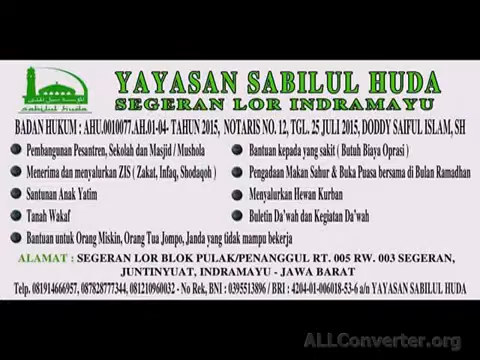 YAYASAN SABILUL HUDA
SEGERAN LOR INDRAMAYU
sabilul huda
BADAN HUKUM : AHU.0010077.AH.01-04- TAHUN 2015, NOTARIS NO. 12, TGL. 25 JULI 2015, DODDY SAIFUL ISLAM, SH
Pembangunan Pesantren, Sekolah dan Masjid / Mushola
Menerima dan menyalurkan ZIS ( Zakat, Infaq, Shodaqoh )
Santunan Anak Yatim
Tanah Wakaf
Bantuan untuk Orang Miskin, Orang Tua Jompo, Janda yang tidak mampu bekerja
Bantuan kepada yang sakit ( Butuh Biaya Oprasi )
Pengadaan Makan Sahur & Buka Puasa bersama di Bulan Ramadhan
Menyalurkan Hewan Kurban
Buletin Da'wah dan Kegiatan Da'wah
ALAMAT : SEGERAN LOR BLOK PULAK/PENANGGUL RT. 005 RW. 003 SEGERAN,
JUNTINYUAT, INDRAMAYU - JAWA BARAT
Telp. 081914666957, 087828777344, 081210960032 - No Rek, BNI : 0395513896 / BRI : 4204-01-006018-53-6 a/n YAYASAN SABILUL HUDA
ALLConverter.org